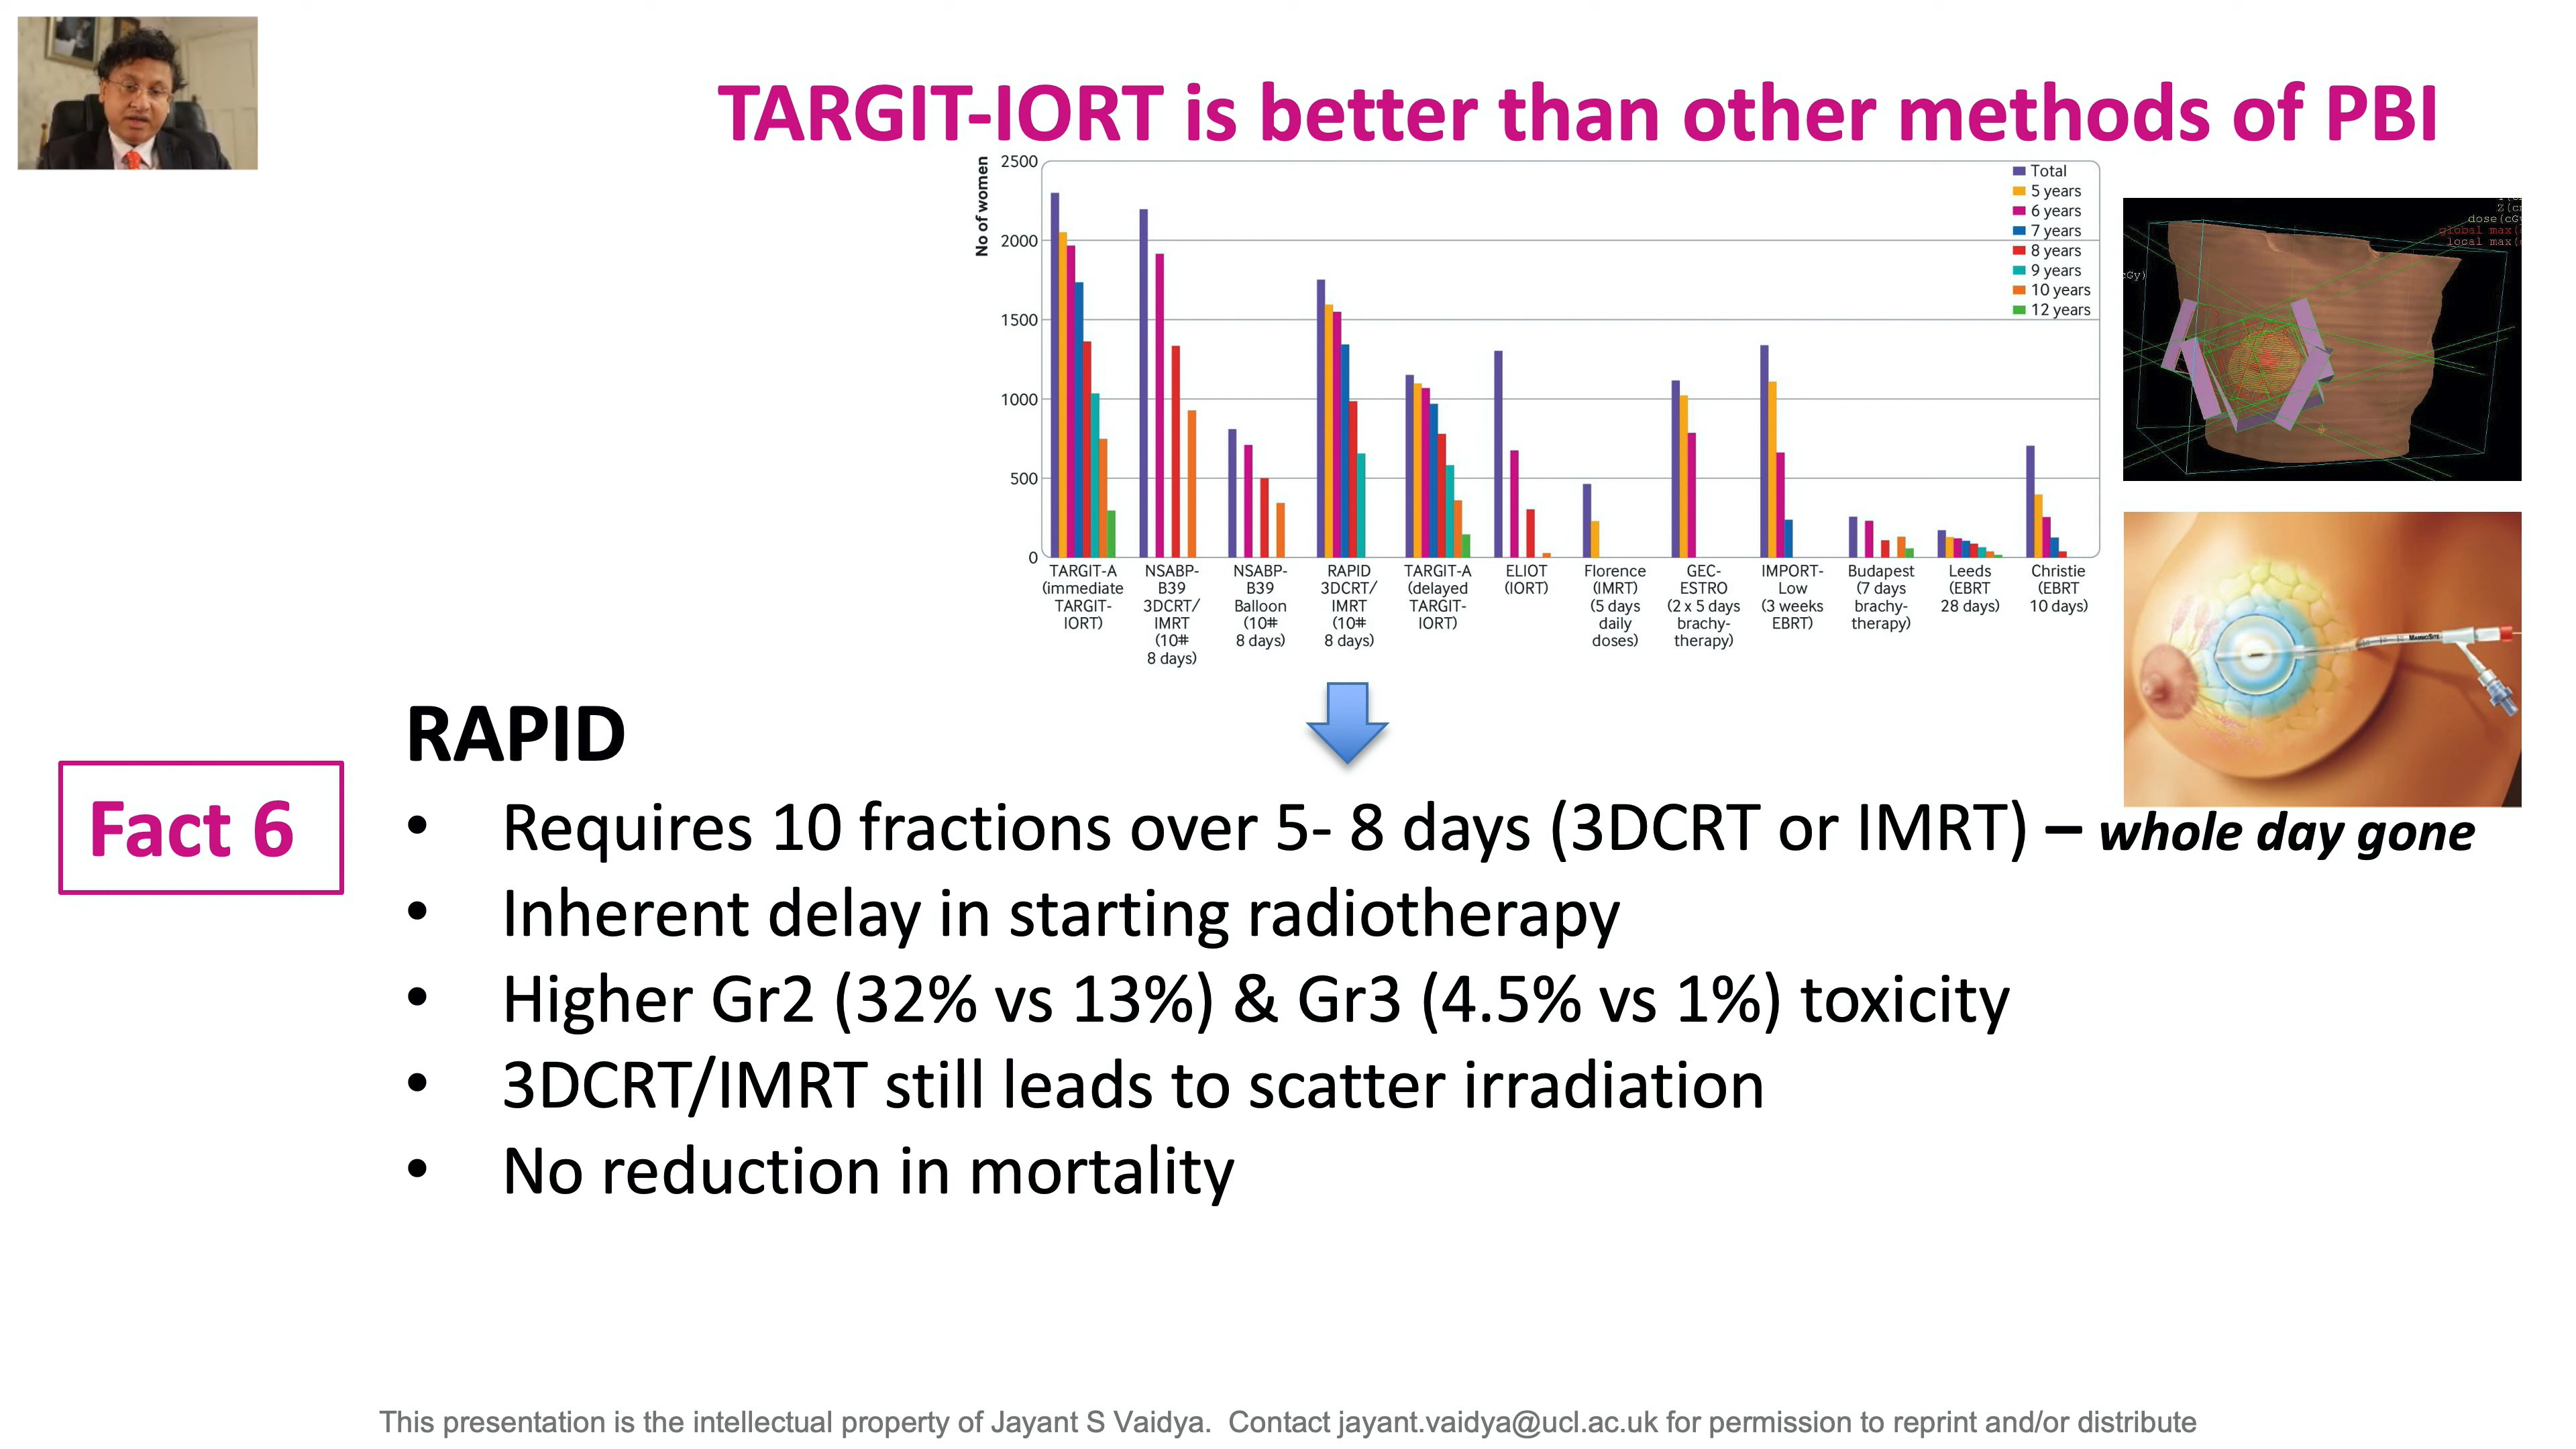 TARGIT-IORT is better than other methods of PBI
No of women
2500
2000
1500
1000
500
0
Total
5 years
6 years
7 years
8 years
9 years
10 years
12 years
TARGIT-A
(immediate
TARGIT-
IORT)
NSABP-
B39
3DCRT/
IMRT
(10#
8 days)
NSABP-
B39
Balloon
(10#
8 days)
RAPID
3DCRT/
IMRT
(10#
8 days)
TARGIT-A
(delayed
TARGIT-
IORT)
ELIOT
(IORT)
Florence
(IMRT)
(5 days
daily
doses)
GEC-
ESTRO
(2 x 5 days
brachy-
therapy)
IMPORT-
Low
(3 weeks
EBRT)
Budapest
(7 days
brachy-
therapy)
Leeds
(EBRT
28 days)
Christie
(EBRT
10 days)
dose(cG
global max(
local max(
cGy)
RAPID
Fact 6
• Requires 10 fractions over 5- 8 days (3DCRT or IMRT) – whole day gone
• Inherent delay in starting radiotherapy
• Higher Gr2 (32% vs 13%) & Gr3 (4.5% vs 1%) toxicity
• 3DCRT/IMRT still leads to scatter irradiation
• No reduction in mortality
This presentation is the intellectual property of Jayant S Vaidya. Contact jayant.vaidya@ucl.ac.uk for permission to reprint and/or distribute